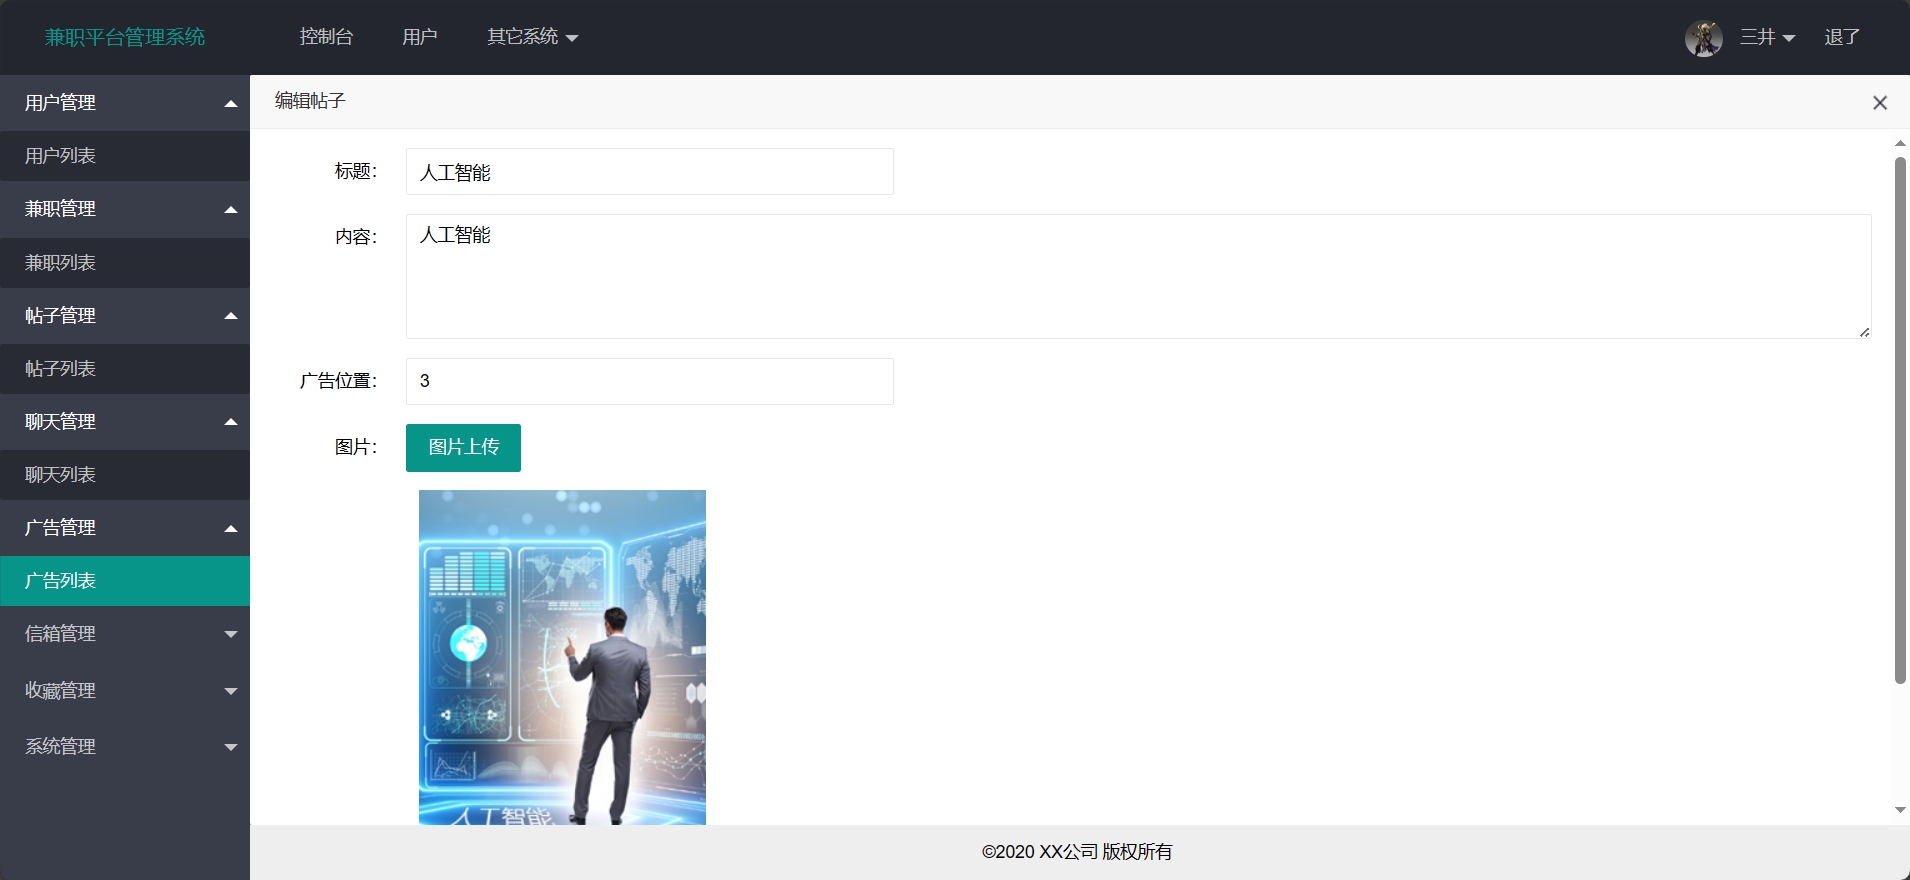 兼职平台管理系统
控制台
用户
其它系统
三井
退了
用户管理
用户列表
兼职管理
兼职列表
帖子管理
帖子列表
聊天管理
聊天列表
广告管理
广告列表
信箱管理
收藏管理
系统管理
编辑帖子
标题：
人工智能
内容：
人工智能
广告位置：
3
图片：
图片上传
人工智能
©2020 XX公司 版权所有